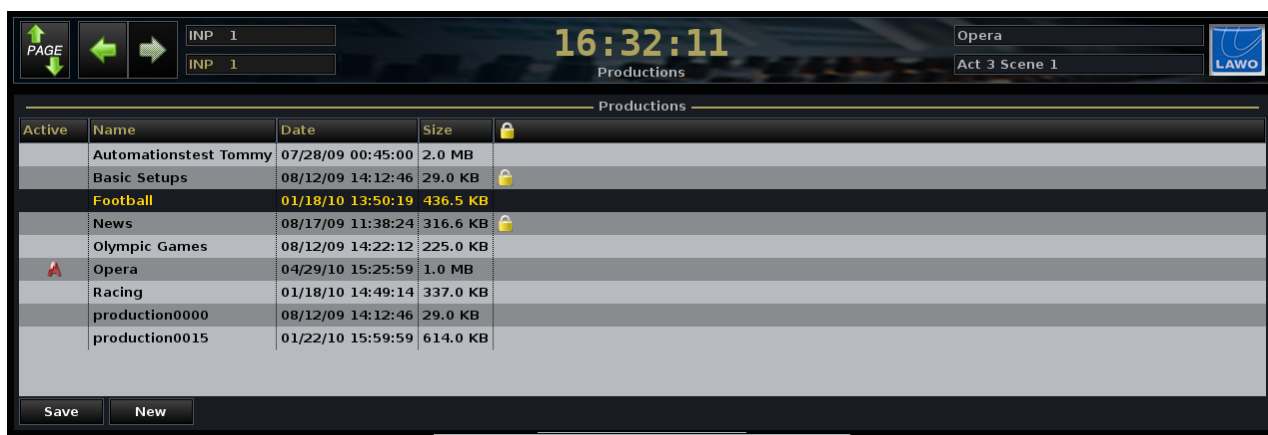 PAGE
INP 1
INP 1
16:32:11
Productions
Opera
Act 3 Scene 1
LAWO
Productions
Active Name Date Size
Automationstest Tommy 07/28/09 00:45:00 2.0 MB
Basic Setups 08/12/09 14:12:46 29.0 KB
Football 01/18/10 13:50:19 436.5 KB
News 08/17/09 11:38:24 316.6 KB
Olympic Games 08/12/09 14:22:12 225.0 KB
Opera 04/29/10 15:25:59 1.0 MB
Racing 01/18/10 14:49:14 337.0 KB
production0000 08/12/09 14:12:46 29.0 KB
production0015 01/22/10 15:59:59 614.0 KB
Save New